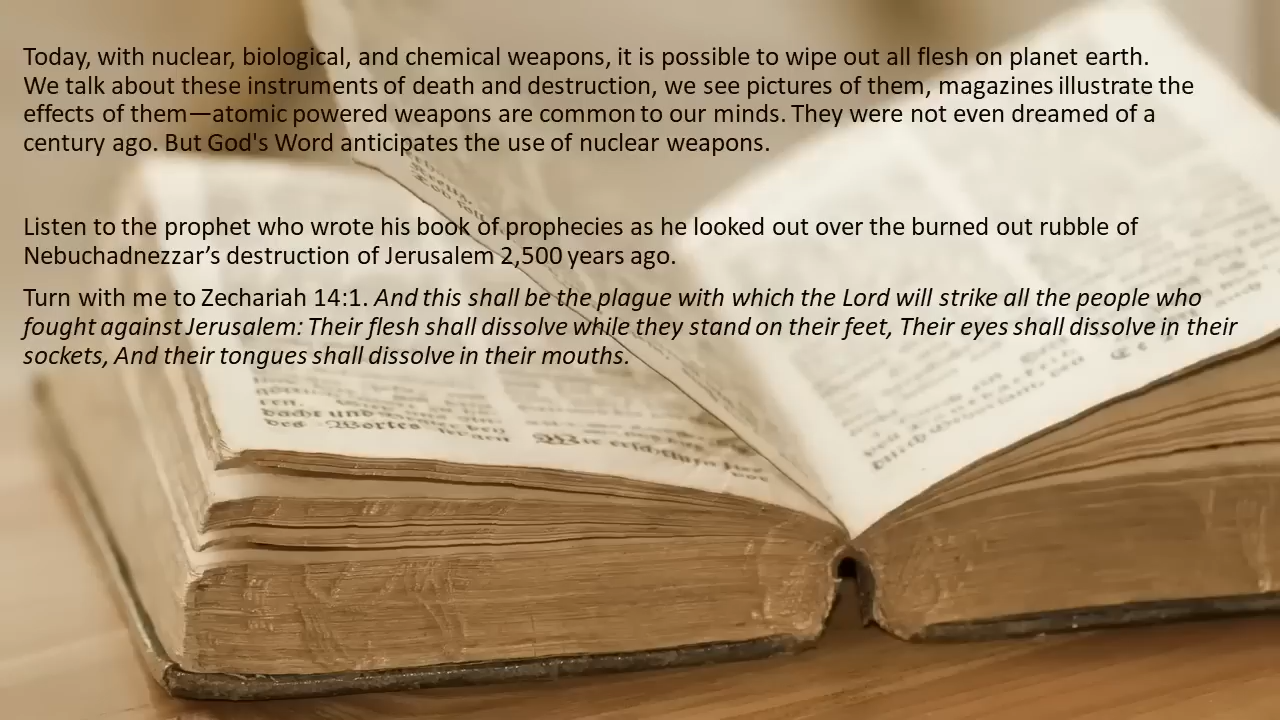 Today, with nuclear, biological, and chemical weapons, it is possible to wipe out all flesh on planet earth.
We talk about these instruments of death and destruction, we see pictures of them, magazines illustrate the
effects of them—atomic powered weapons are common to our minds. They were not even dreamed of a
century ago. But God's Word anticipates the use of nuclear weapons.
Listen to the prophet who wrote his book of prophecies as he looked out over the burned out rubble of
Nebuchadnezzar’s destruction of Jerusalem 2,500 years ago.
Turn with me to Zechariah 14:1. And this shall be the plague with which the Lord will strike all the people who
fought against Jerusalem: Their flesh shall dissolve while they stand on their feet, Their eyes shall dissolve in their
sockets, And their tongues shall dissolve in their mouths.
dacht und
des Wortes